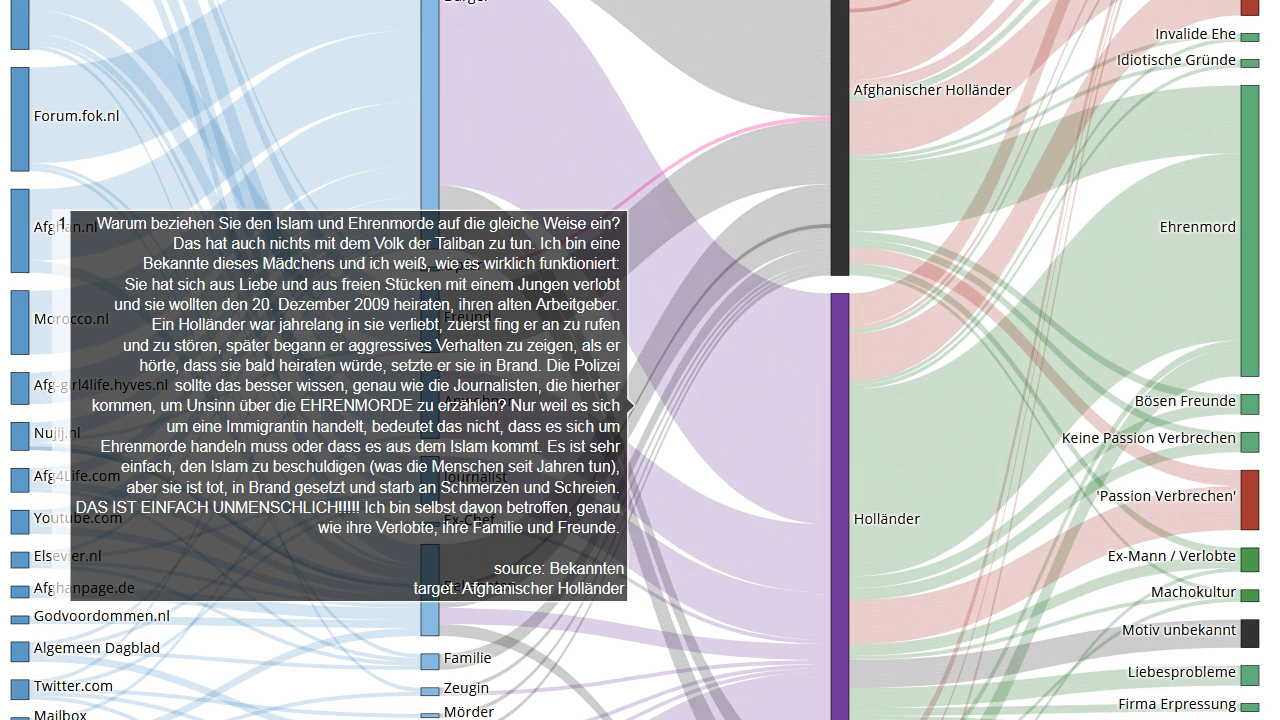 Bürger
Forum.fok.nl
Afghan.nl
Morocco.nl
Afg-girl4life.hyves.nl
Nujij.nl
Afg4Life.com
Youtube.com
Elsevier.nl
Afghanpage.de
Godvoordommen.nl
Algemeen Dagblad
Twitter.com
Mailbox
1
Warum beziehen Sie den Islam und Ehrenmorde auf die gleiche Weise ein?
Das hat auch nichts mit dem Volk der Taliban zu tun. Ich bin eine
Bekannte dieses Mädchens und ich weiß, wie es wirklich funktioniert:
Sie hat sich aus Liebe und aus freien Stücken mit einem Jungen verlobt
und sie wollten den 20. Dezember 2009 heiraten, ihren alten Arbeitgeber.
Ein Holländer war jahrelang in sie verliebt, zuerst fing er an zu rufen
und zu stören, später begann er aggressives Verhalten zu zeigen, als er
hörte, dass sie bald heiraten würde, setzte er sie in Brand. Die Polizei
sollte das besser wissen, genau wie die Journalisten, die hierher
kommen, um Unsinn über die EHRENMORDE zu erzählen? Nur weil es sich
um eine Immigrantin handelt, bedeutet das nicht, dass es sich um
Ehrenmorde handeln muss oder dass es aus dem Islam kommt. Es ist sehr
einfach, den Islam zu beschuldigen (was die Menschen seit Jahren tun),
aber sie ist tot, in Brand gesetzt und starb an Schmerzen und Schreien.
DAS IST EINFACH UNMENSCHLICH!!!!! Ich bin selbst davon betroffen, genau
wie ihre Verlobte, ihre Familie und Freunde.
source: Bekannten
target: Afghanischer Holländer
Freund
Journalist
Ex-Chef
Familie
Zeugin
Mörder
Afghanischer Holländer
Holländer
Invalide Ehe
Idiotische Gründe
Ehrenmord
Bösen Freunde
Keine Passion Verbrechen
'Passion Verbrechen'
Ex-Mann / Verlobte
Machokultur
Motiv unbekannt
Liebesprobleme
Firma Erpressung